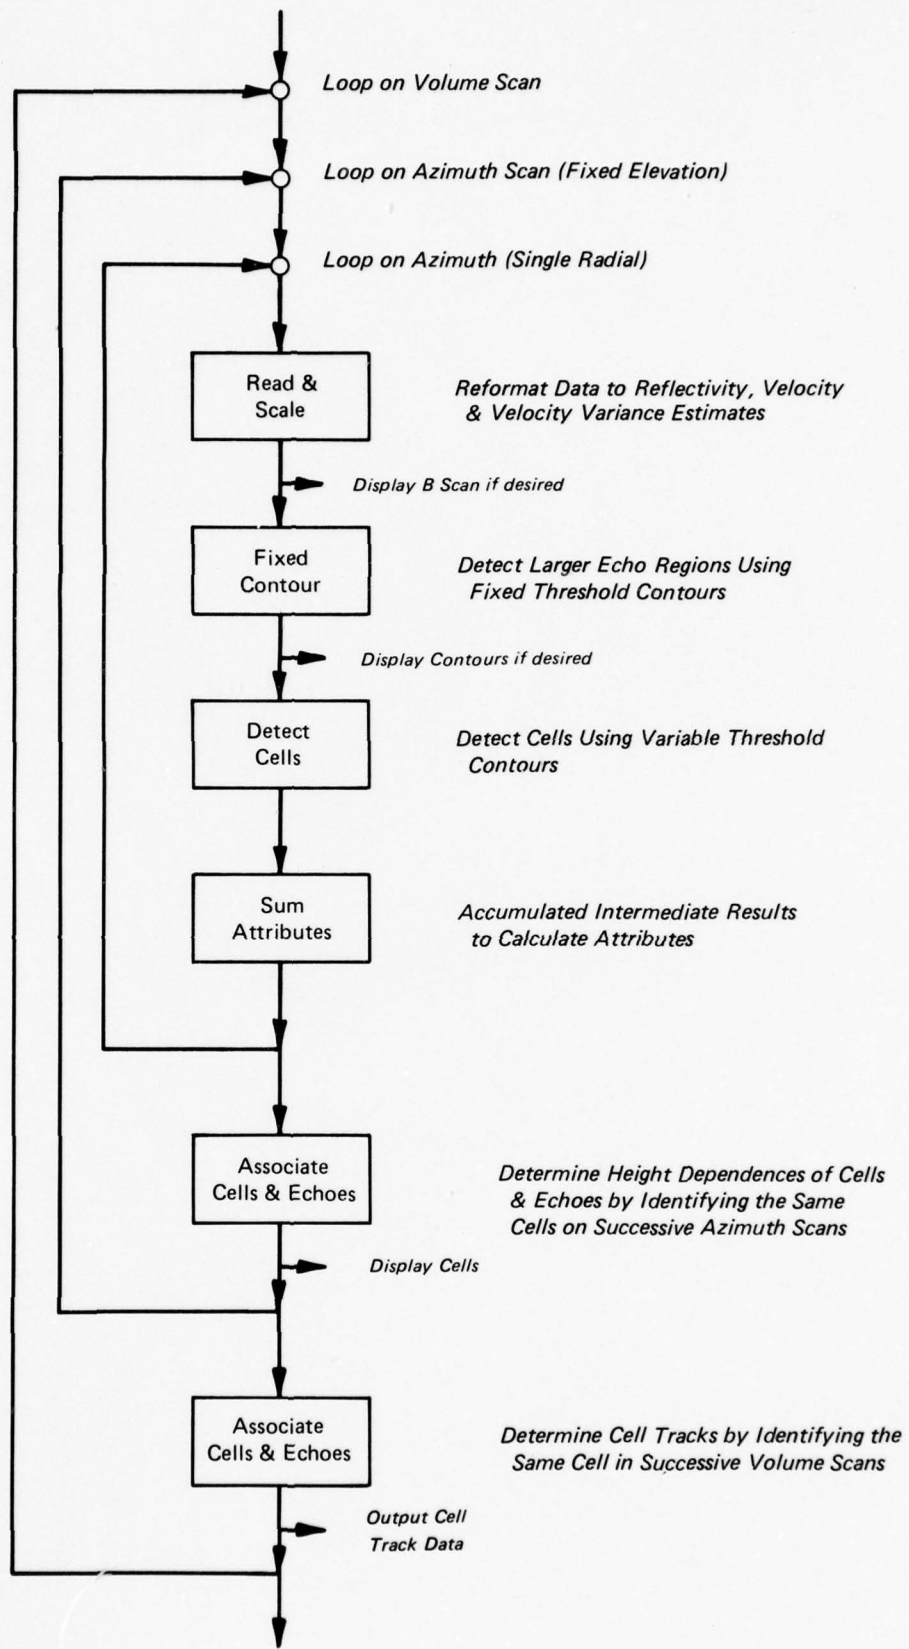 Loop on Volume Scan
Loop on Azimuth Scan (Fixed Elevation)
Loop on Azimuth (Single Radial)
Read &
Scale
Reformat Data to Reflectivity, Velocity
& Velocity Variance Estimates
Display B Scan if desired
Fixed
Contour
Detect Larger Echo Regions Using
Fixed Threshold Contours
Display Contours if desired
Detect
Cells
Detect Cells Using Variable Threshold
Contours
Sum
Attributes
Accumulated Intermediate Results
to Calculate Attributes
Associate
Cells & Echoes
Determine Height Dependences of Cells
& Echoes by Identifying the Same
Cells on Successive Azimuth Scans
Display Cells
Associate
Cells & Echoes
Determine Cell Tracks by Identifying the
Same Cell in Successive Volume Scans
Output Cell
Track Data